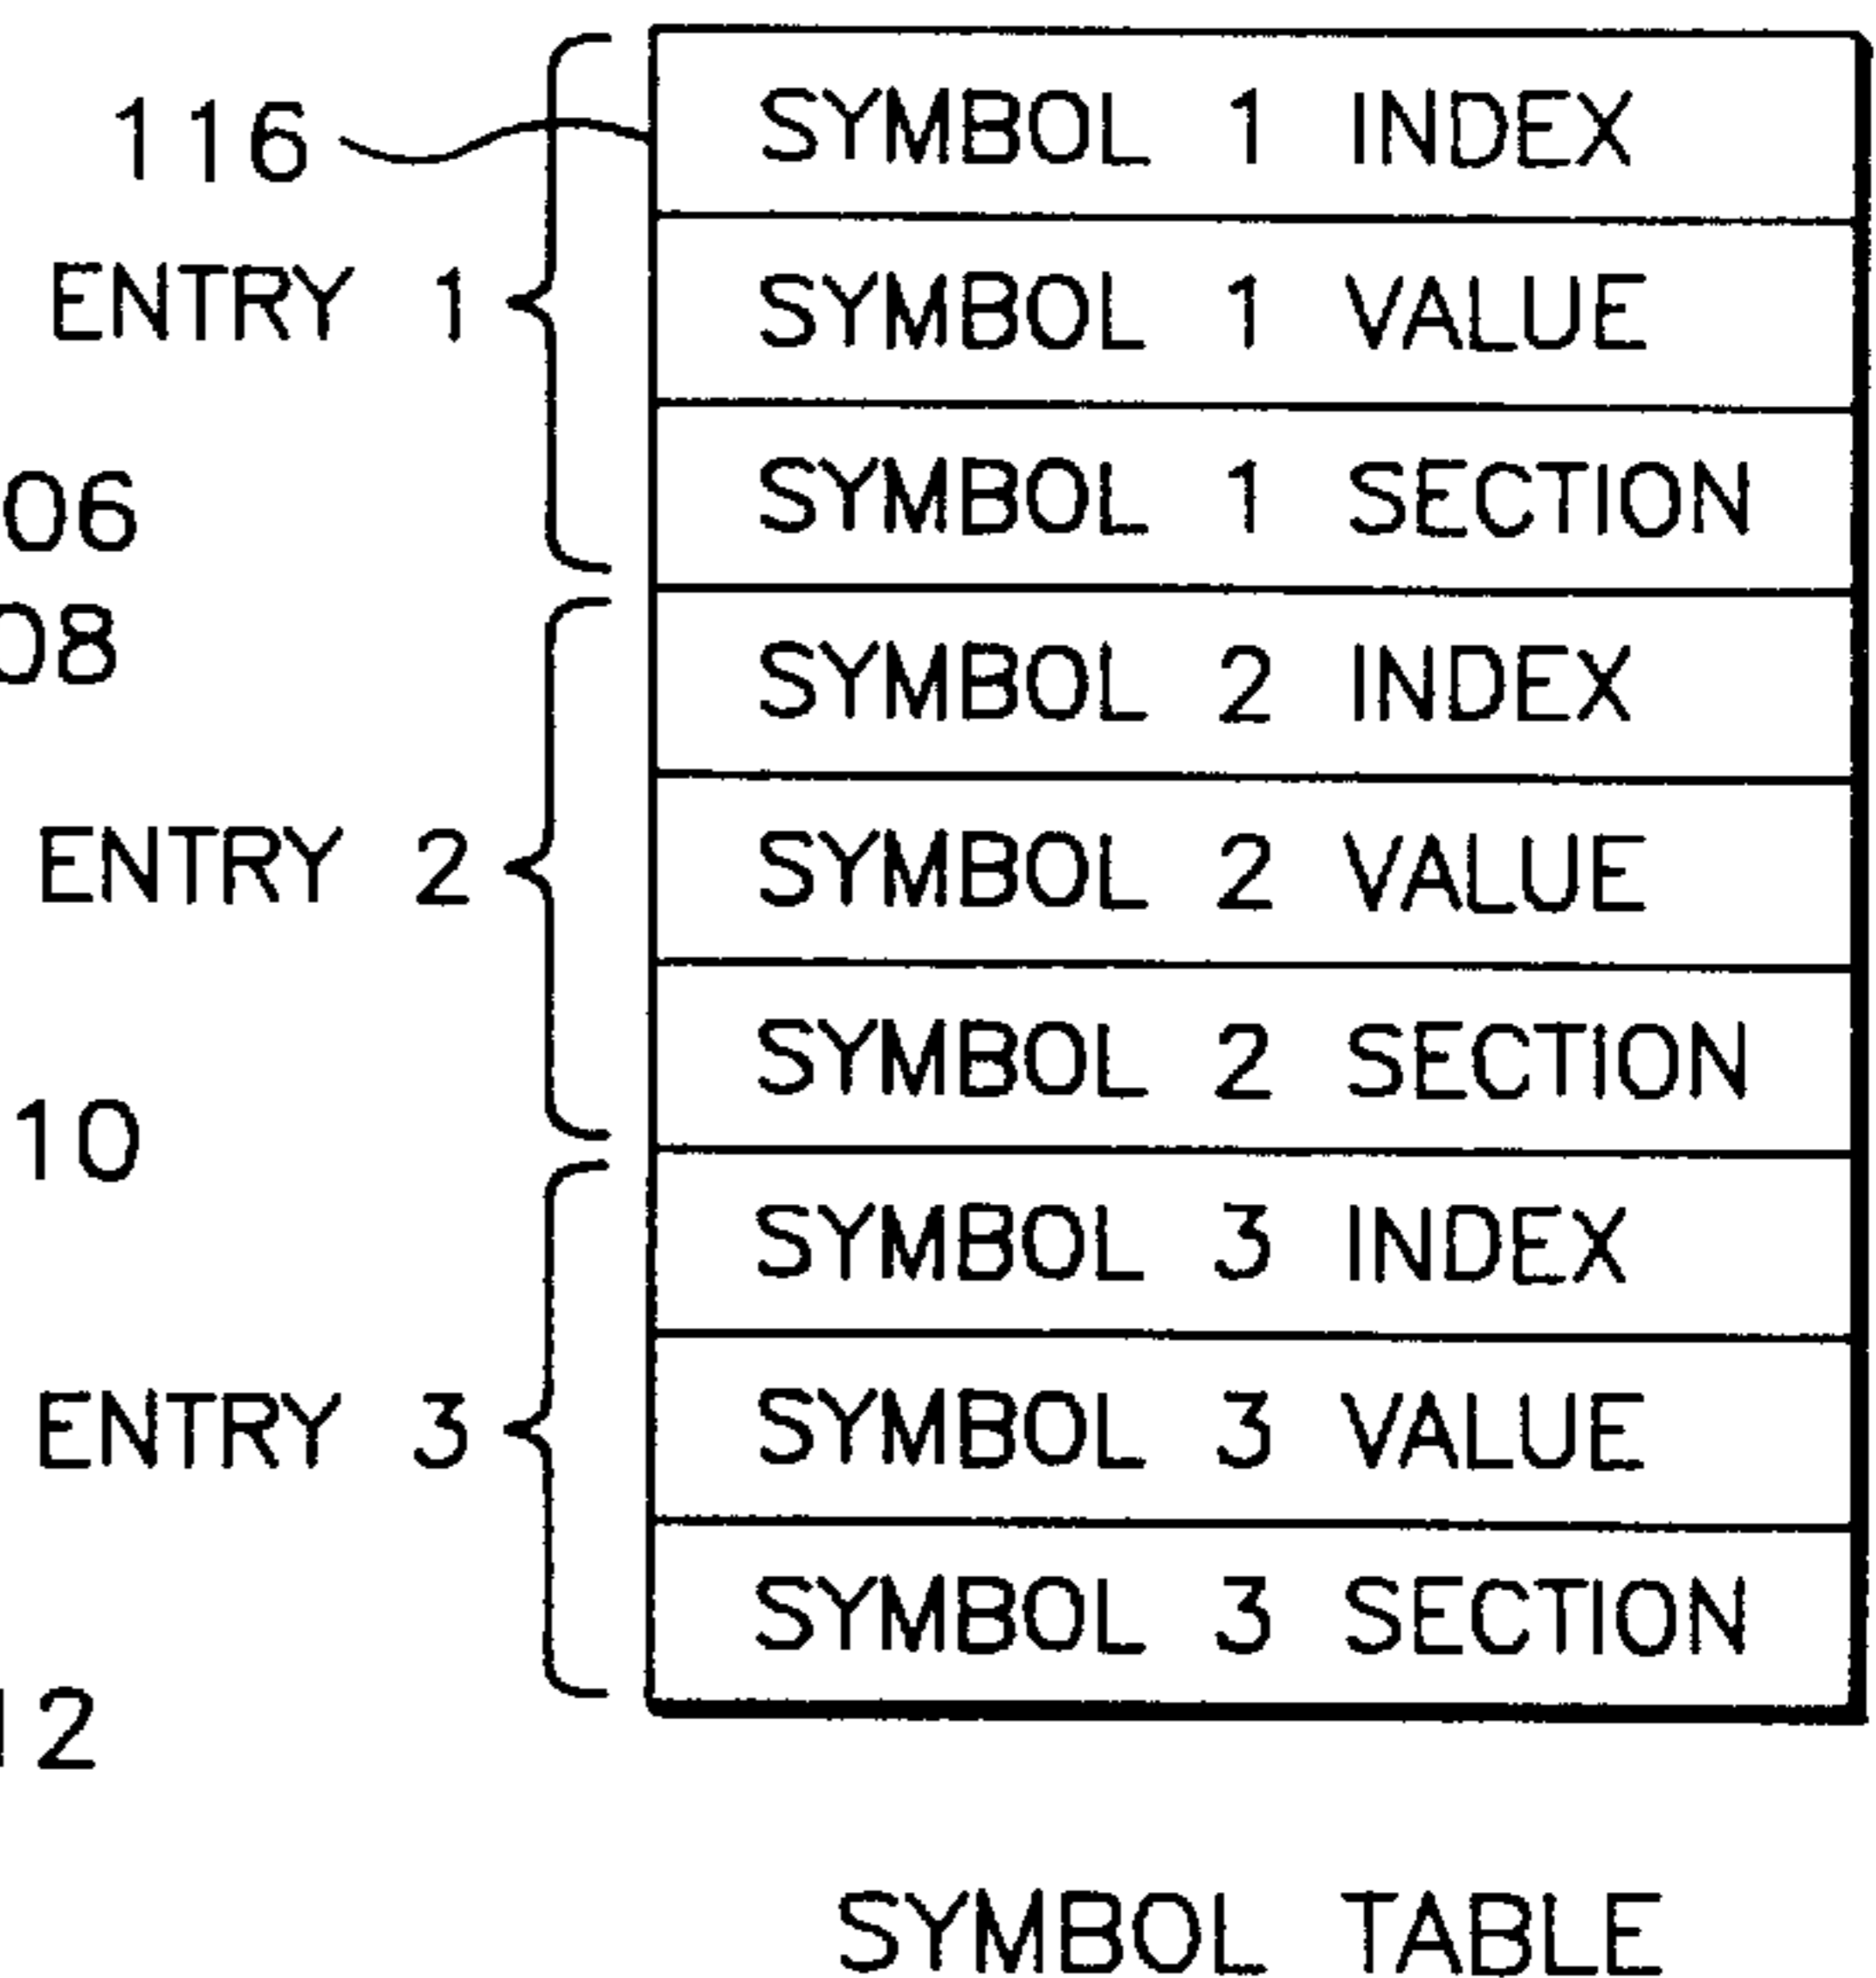 116
SYMBOL 1 INDEX
ENTRY 1
SYMBOL 1 VALUE
SYMBOL 1 SECTION
06
08
SYMBOL 2 INDEX
ENTRY 2
SYMBOL 2 VALUE
SYMBOL 2 SECTION
10
SYMBOL 3 INDEX
ENTRY 3
SYMBOL 3 VALUE
SYMBOL 3 SECTION
12
SYMBOL TABLE